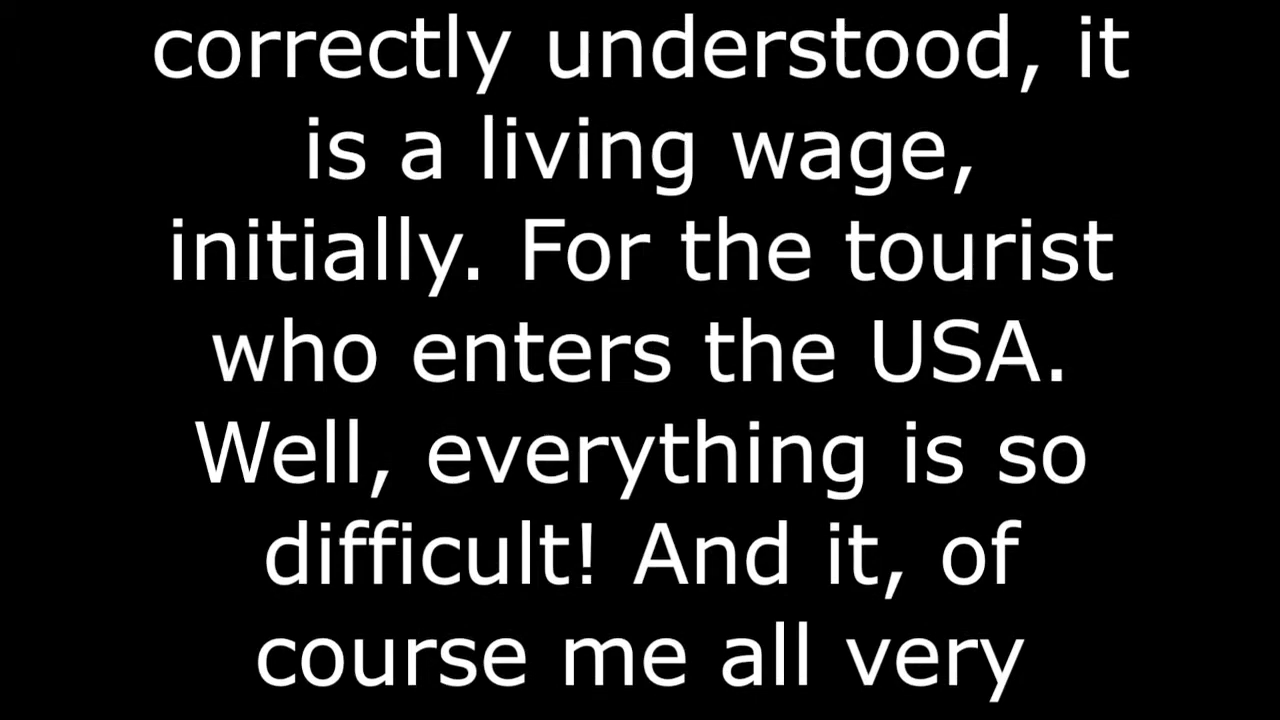 correctly understood, it
is a living wage,
initially. For the tourist
who enters the USA.
Well, everything is so
difficult! And it, of
course me all very